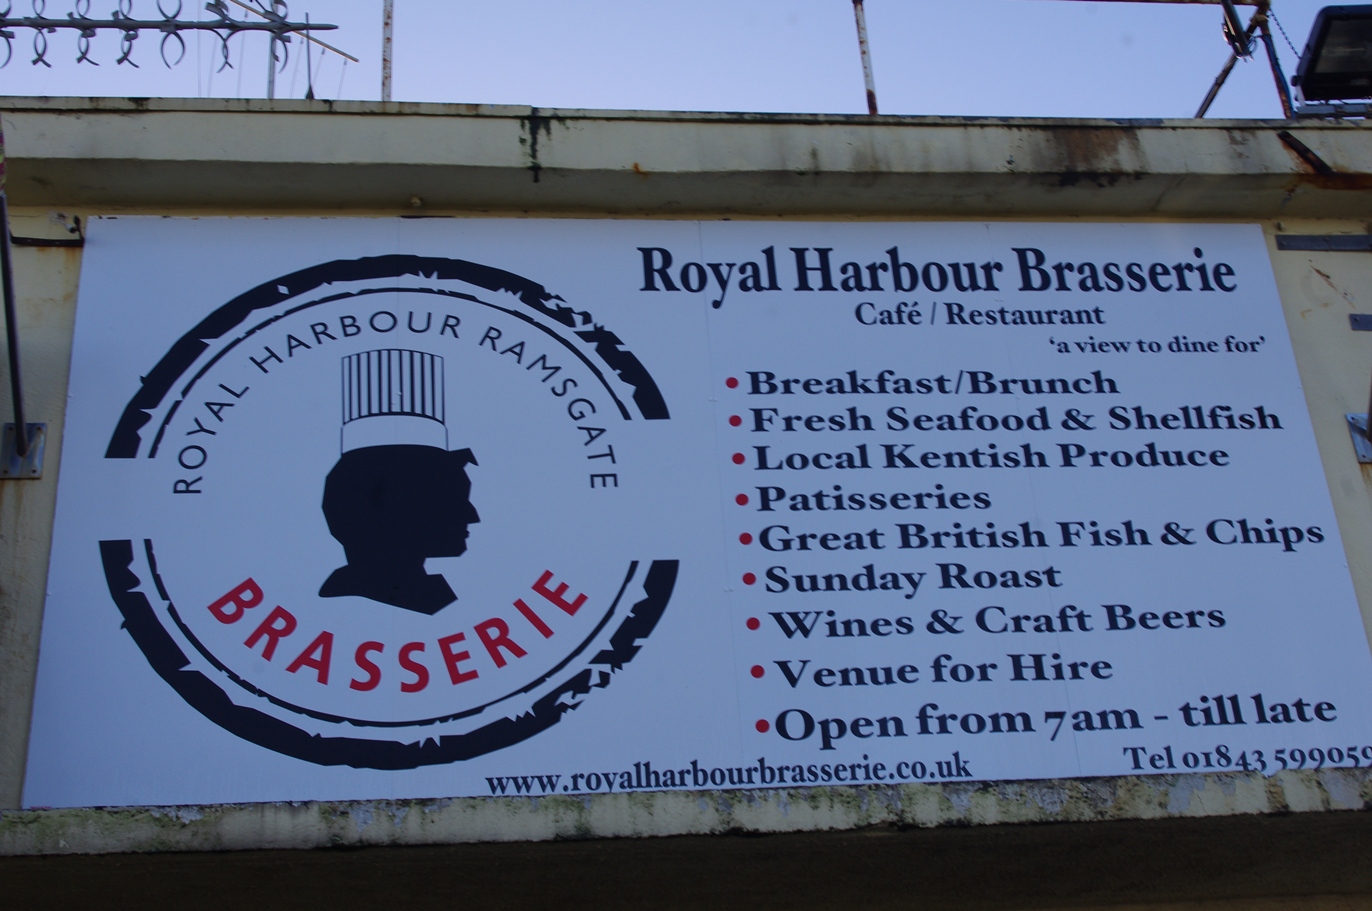 ROYAL HARBOUR RAMSGATE
BRASSERIE
Royal Harbour Brasserie
Café / Restaurant
‘a view to dine for’
•Breakfast/Brunch
•Fresh Seafood & Shellfish
•Local Kentish Produce
•Patisseries
•Great British Fish & Chips
•Sunday Roast
•Wines & Craft Beers
•Venue for Hire
•Open from 7am - till late
www.royalharbourbrasserie.co.uk
Tel 01843 599059